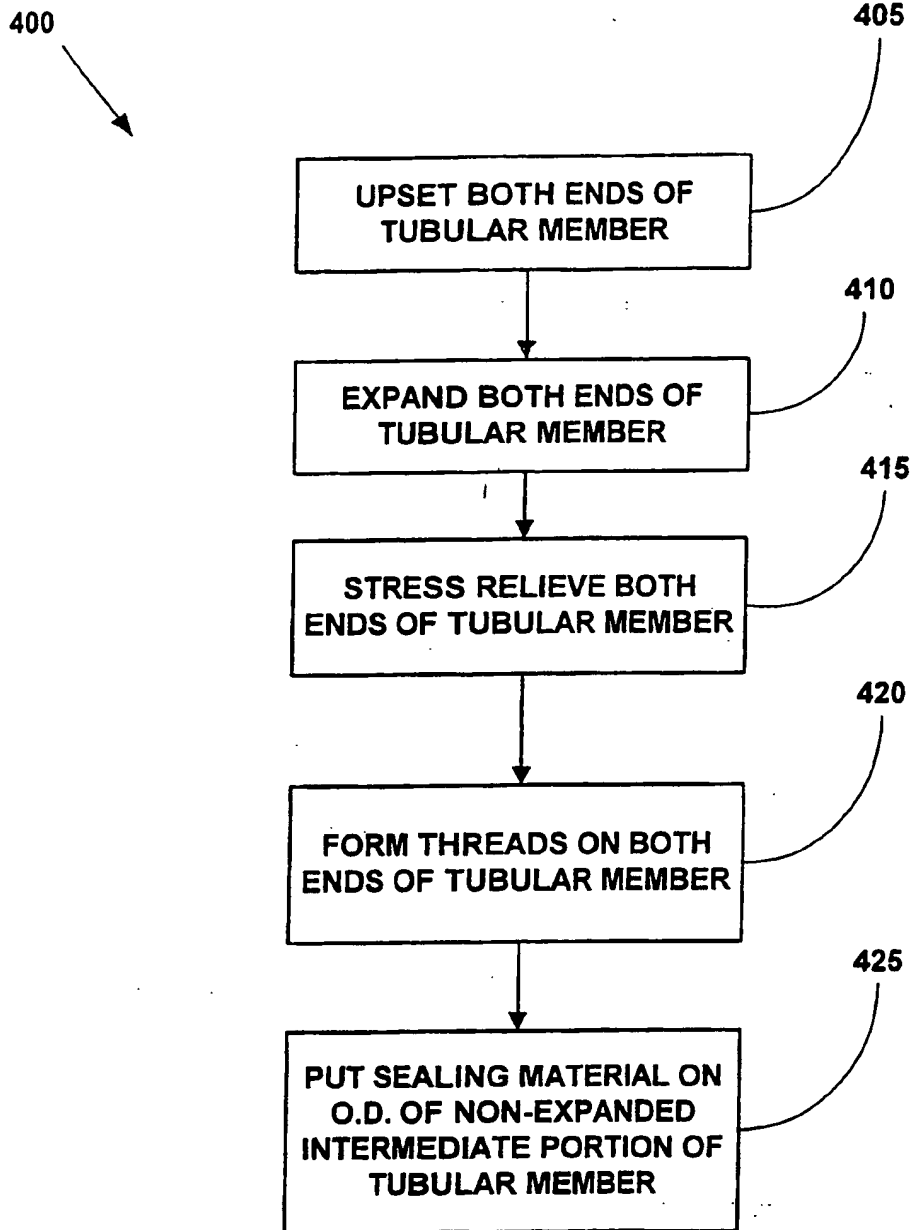 400
405
UPSET BOTH ENDS OF
TUBULAR MEMBER
410
EXPAND BOTH ENDS OF
TUBULAR MEMBER
415
STRESS RELIEVE BOTH
ENDS OF TUBULAR MEMBER
420
FORM THREADS ON BOTH
ENDS OF TUBULAR MEMBER
425
PUT SEALING MATERIAL ON
O.D. OF NON-EXPANDED
INTERMEDIATE PORTION OF
TUBULAR MEMBER